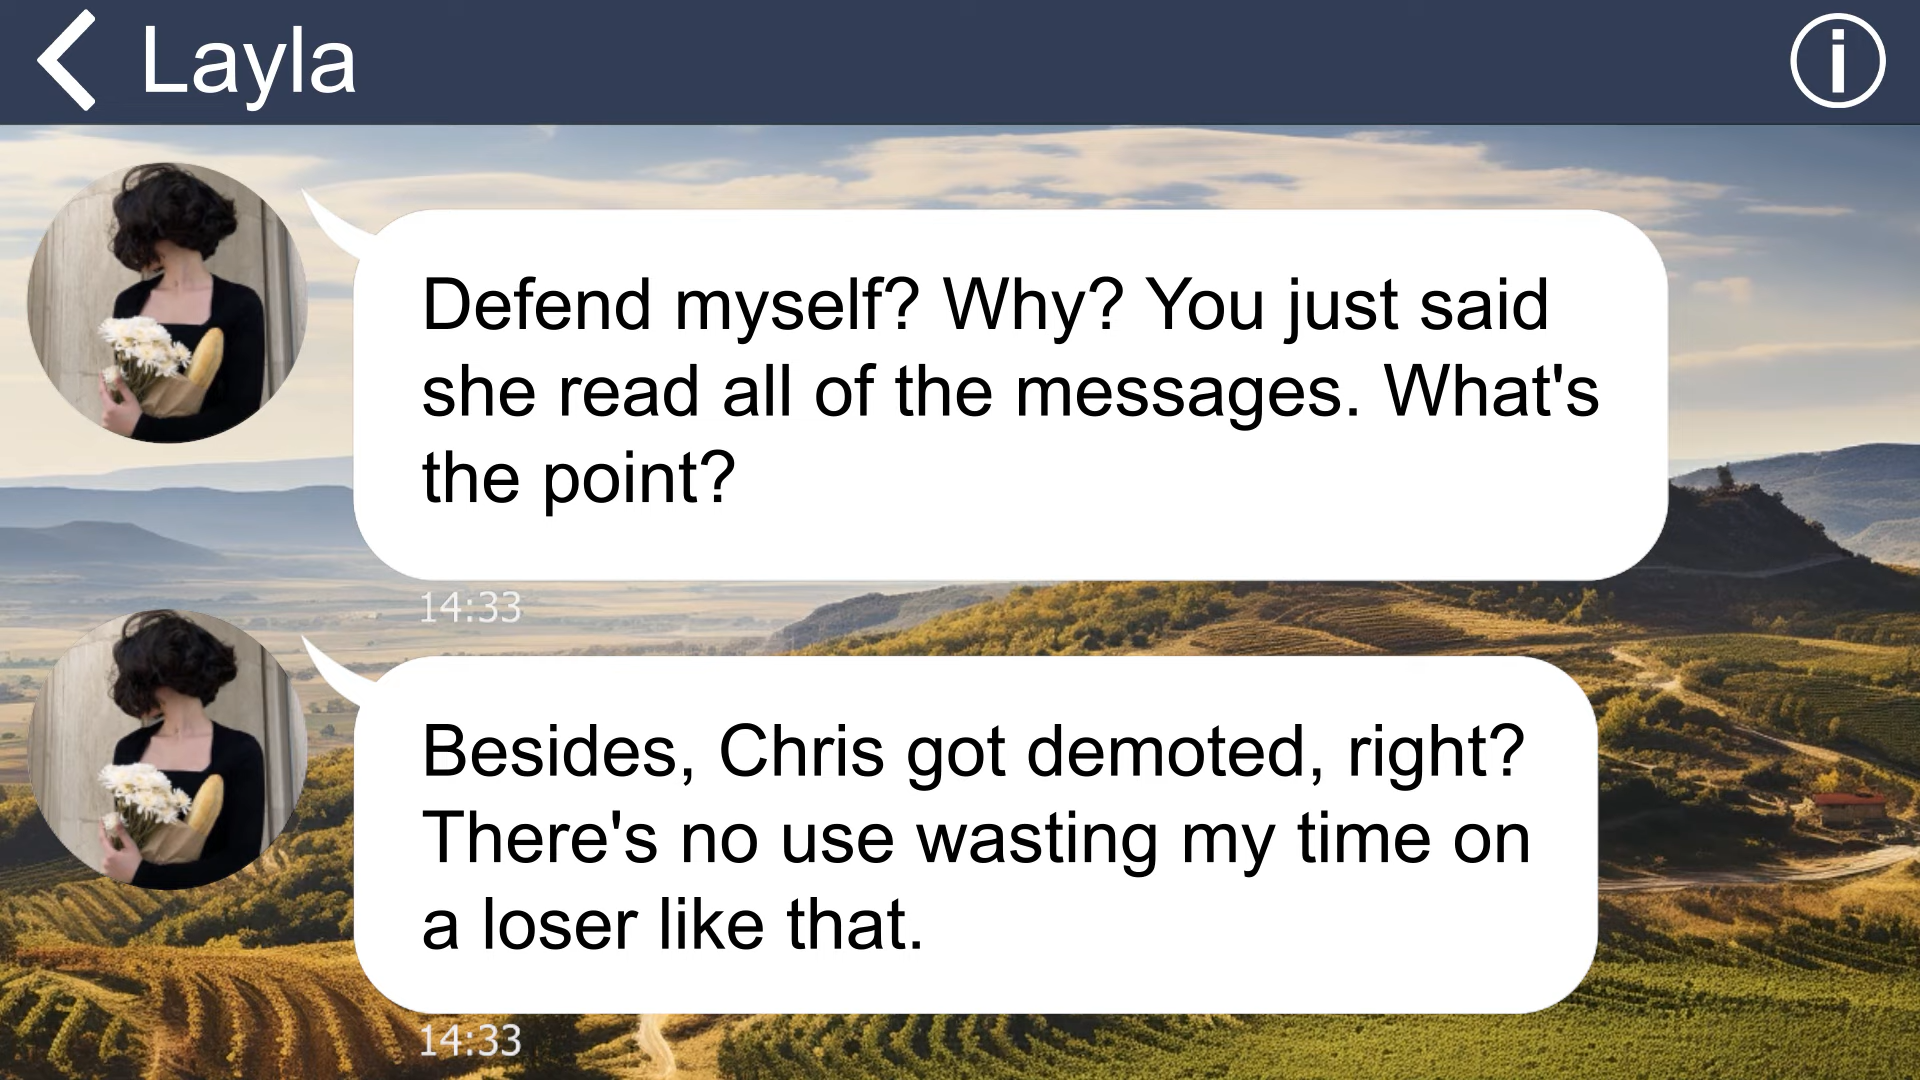 Layla
Defend myself? Why? You just said
she read all of the messages. What's
the point?
14:33
Besides, Chris got demoted, right?
There's no use wasting my time on
a loser like that.
14:33